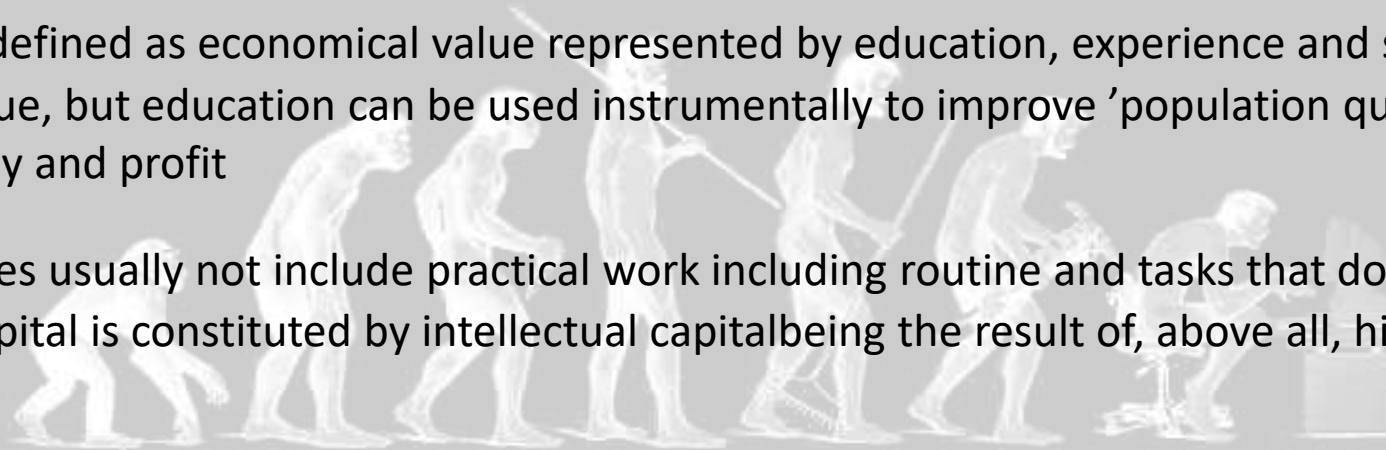 defined as economical value represented by education, experience and s
ue, but education can be used instrumentally to improve ’population qu
y and profit
es usually not include practical work including routine and tasks that do
pital is constituted by intellectual capitalbeing the result of, above all, hi